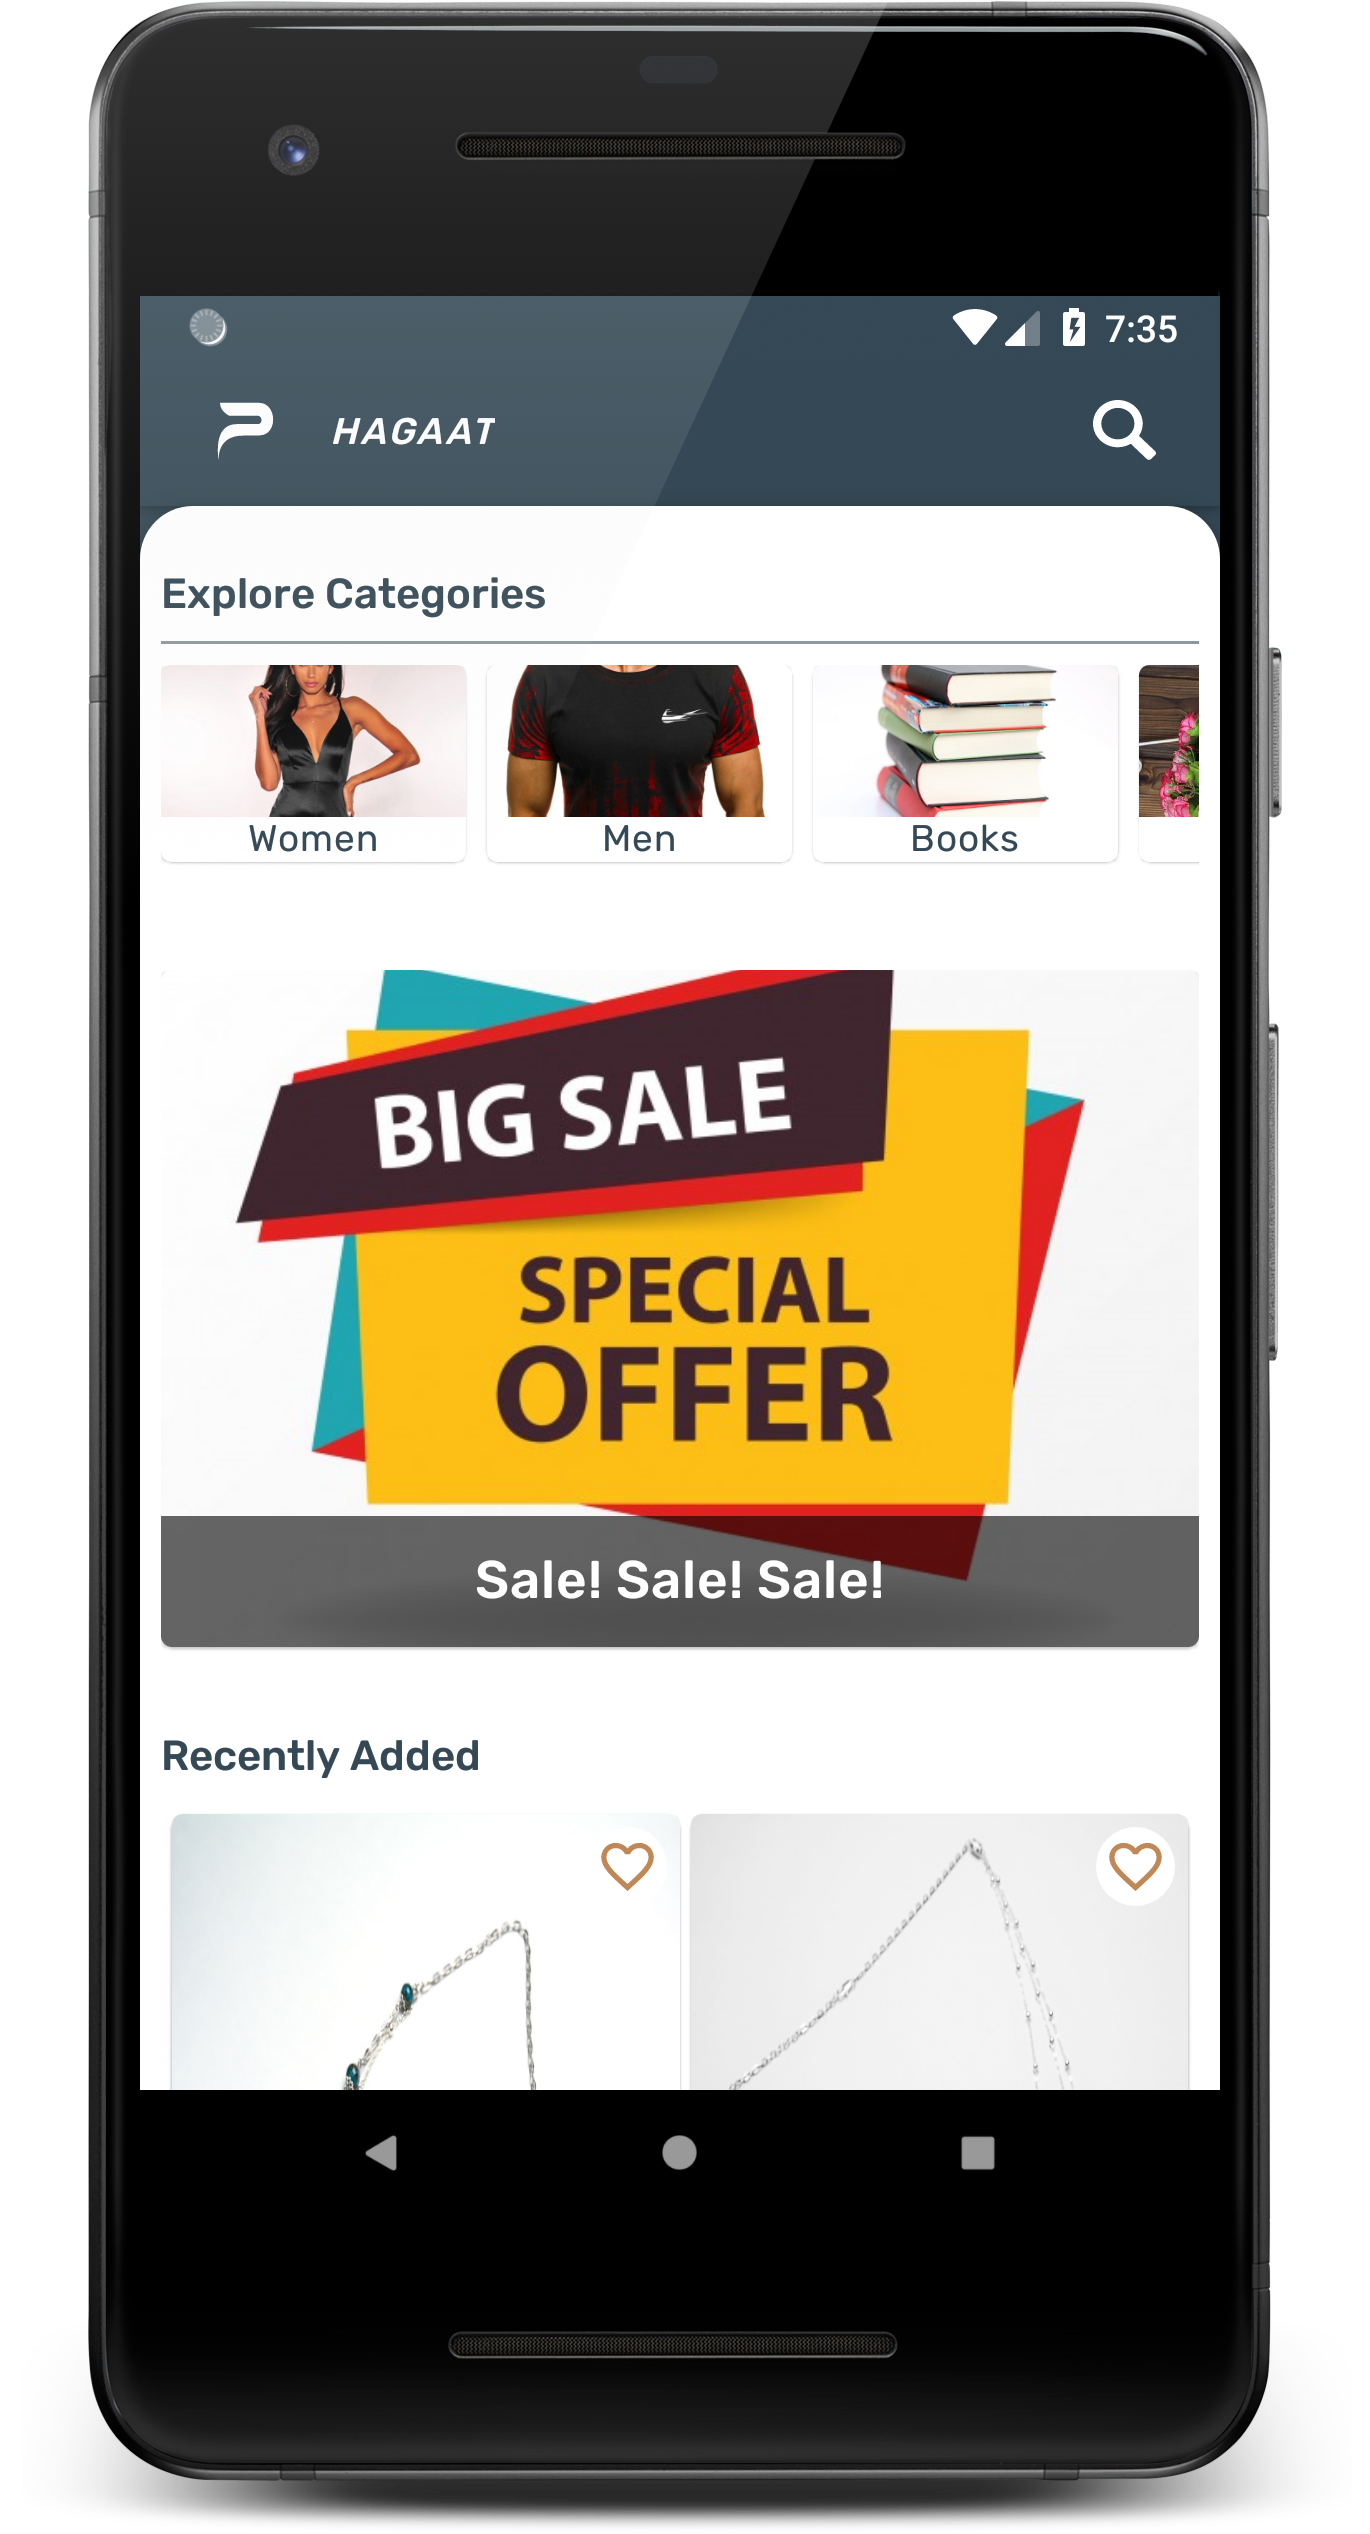 7:35
HAGAAT
Explore Categories
Women
Men
Books
BIG SALE
SPECIAL
OFFER
Sale! Sale! Sale!
Recently Added